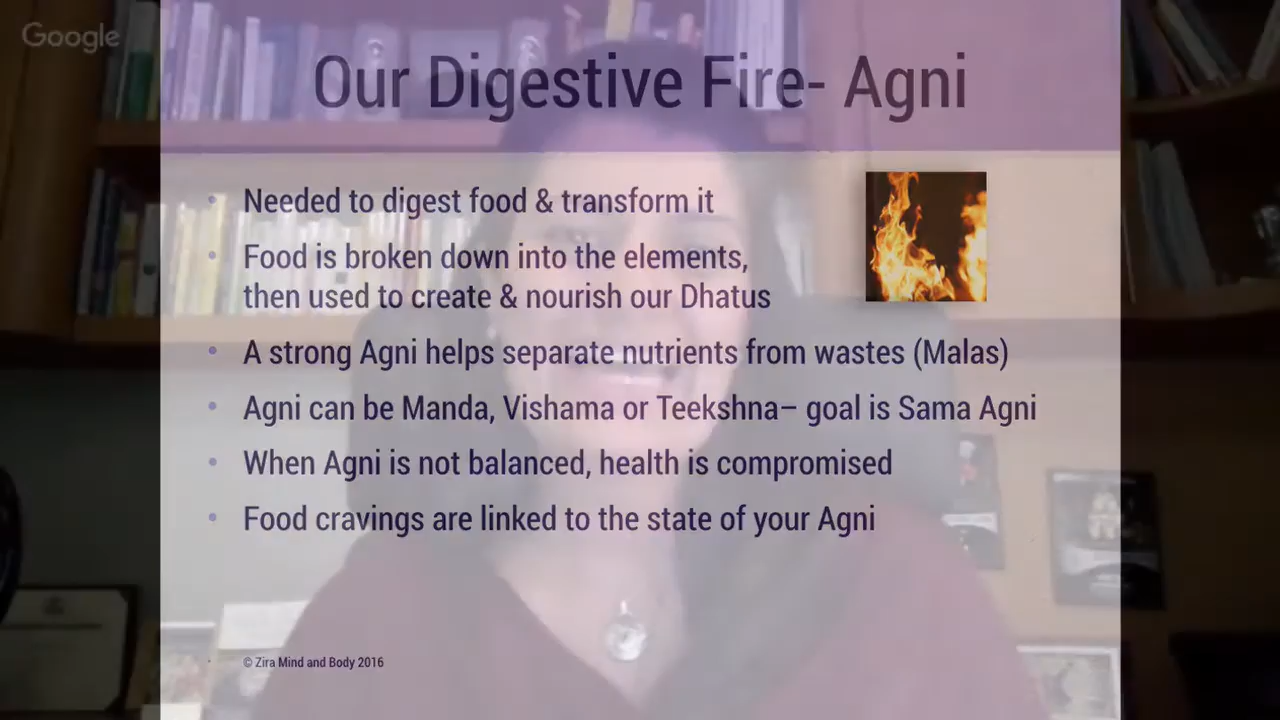 Google
Our Digestive Fire- Agni
• Needed to digest food & transform it
• Food is broken down into the elements,
then used to create & nourish our Dhatus
• A strong Agni helps separate nutrients from wastes (Malas)
• Agni can be Manda, Vishama or Teekshna– goal is Sama Agni
• When Agni is not balanced, health is compromised
• Food cravings are linked to the state of your Agni
• © Zira Mind and Body 2016